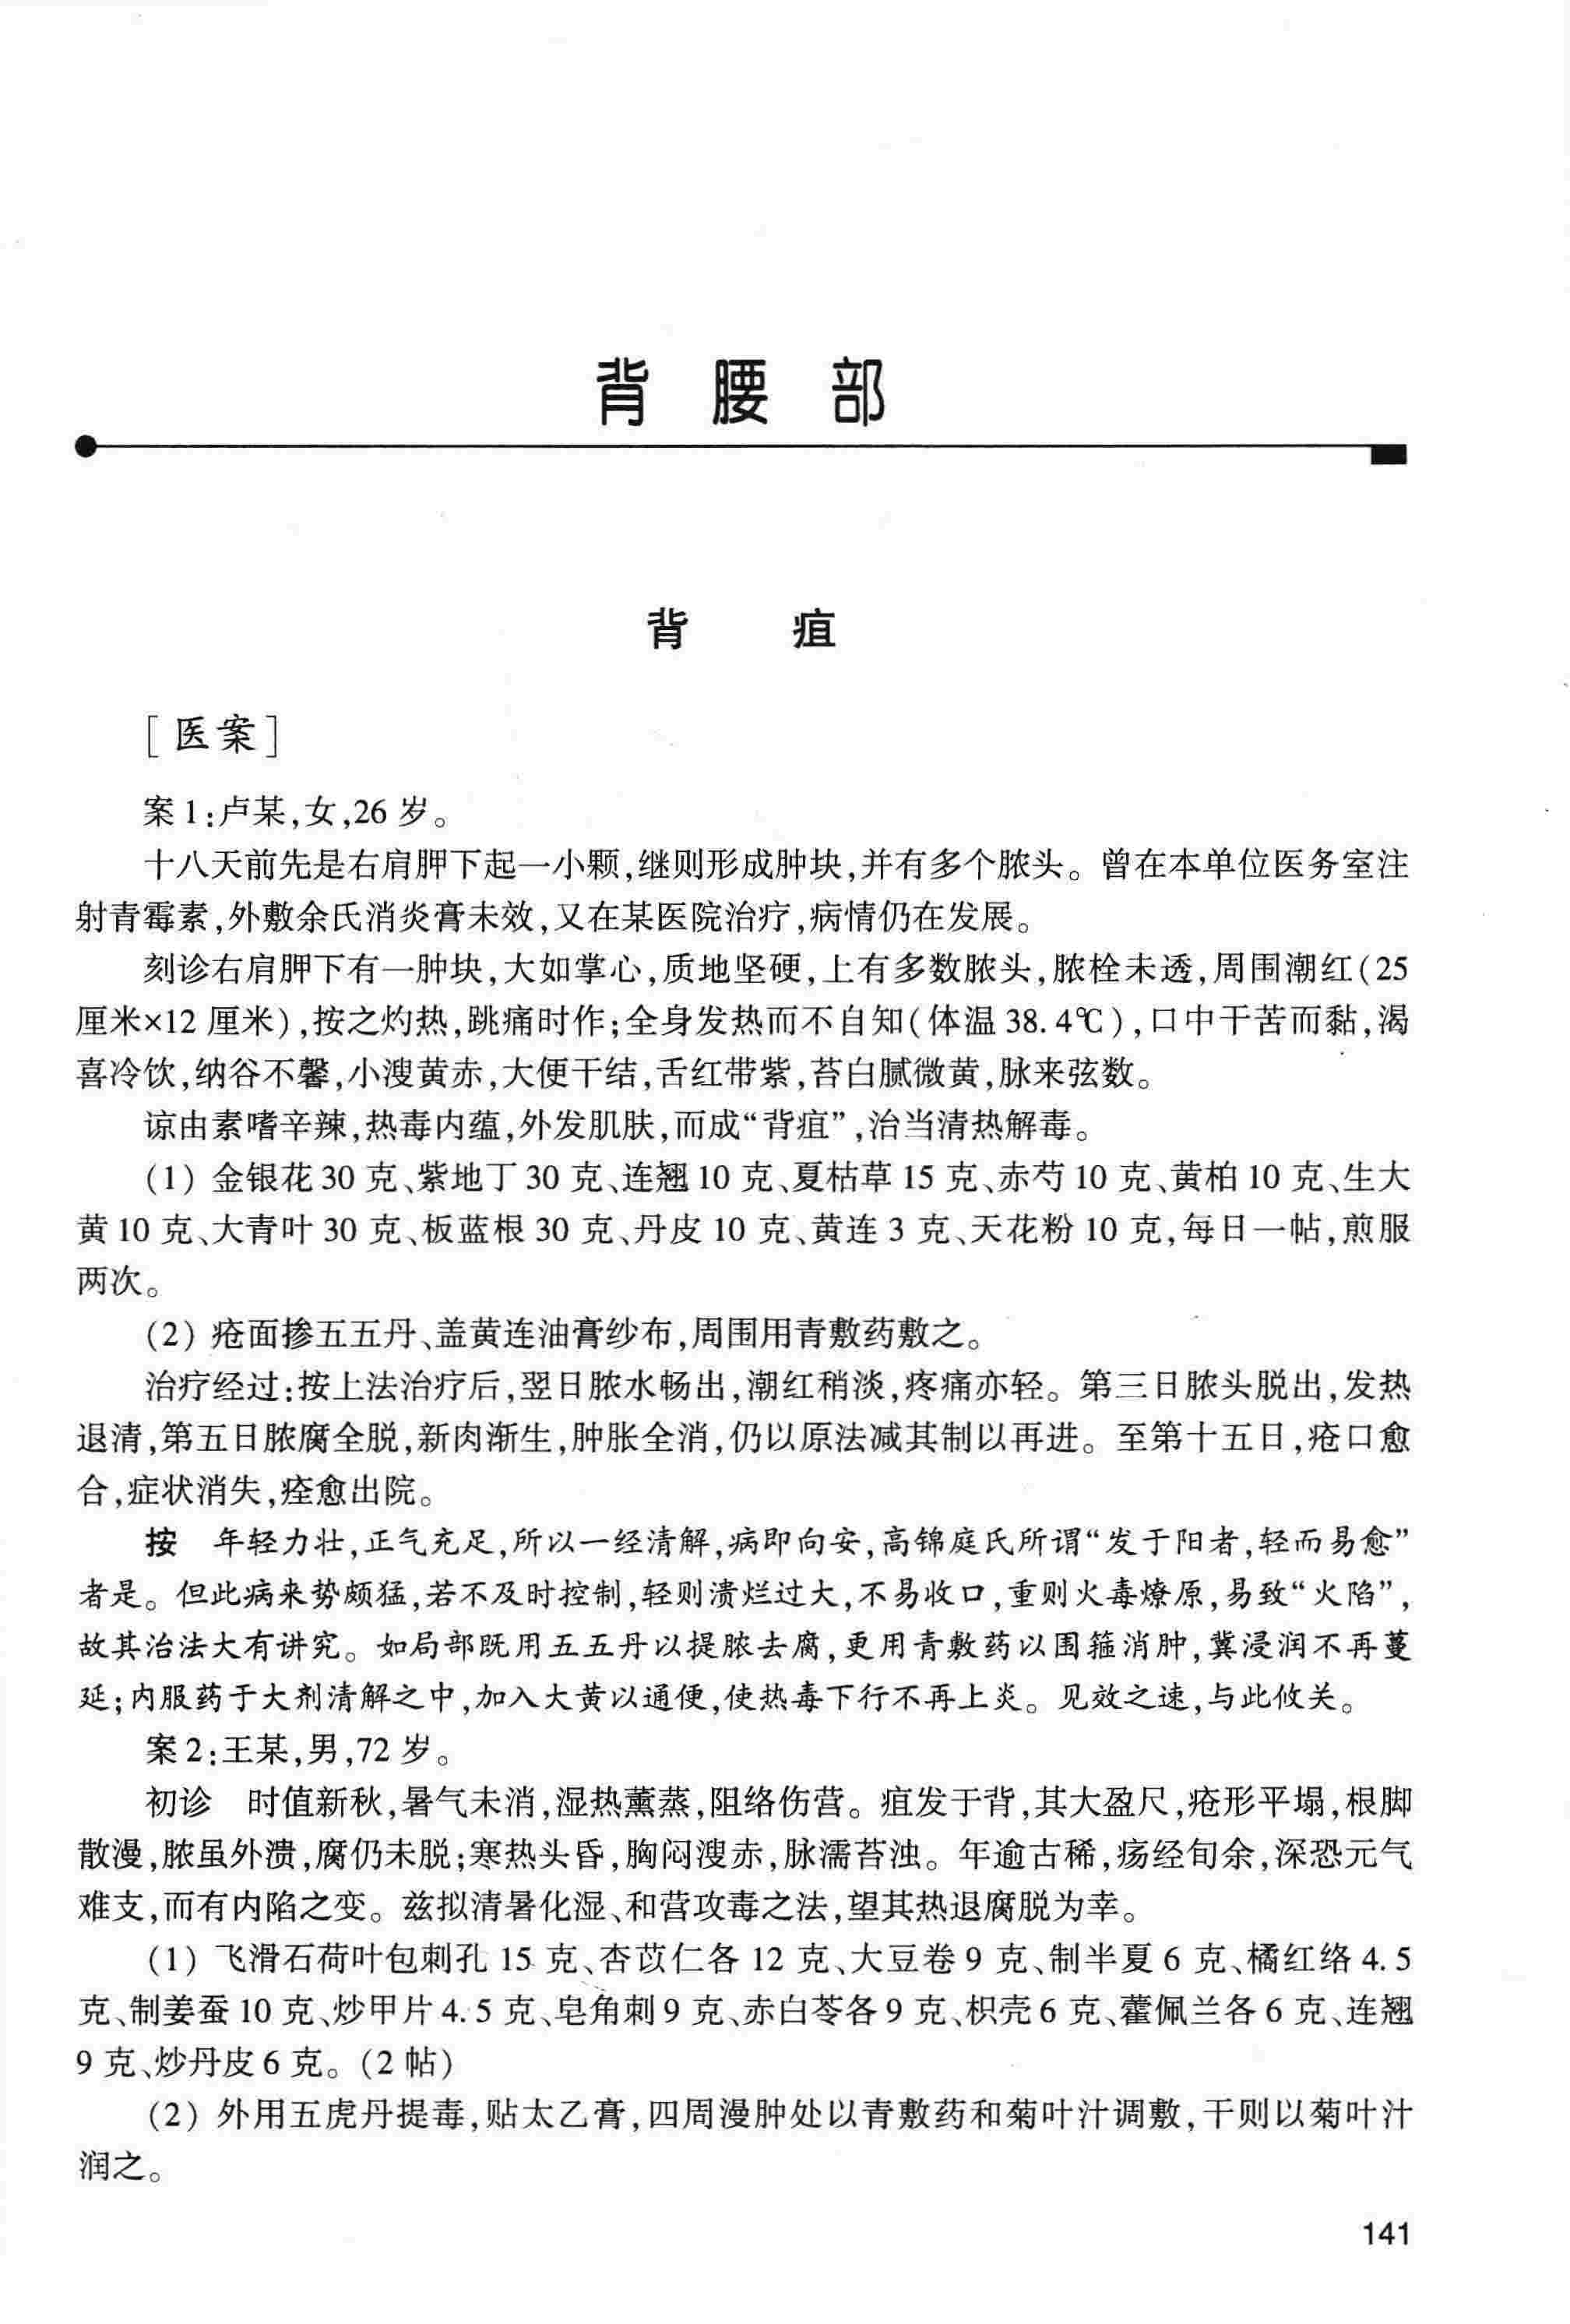 背腰部
背疽
[医案]
案1:卢某,女,26岁。
十八天前先是右肩胛下起一小颗,继则形成肿块,并有多个脓头。曾在本单位医务室注
射青霉素,外敷余氏消炎膏未效,又在某医院治疗,病情仍在发展。
刻诊右肩胛下有一肿块,大如掌心,质地坚硬,上有多数脓头,脓栓未透,周围潮红(25
厘米×12厘米),按之灼热,跳痛时作;全身发热而不自知(体温38.4℃),口中干苦而黏,渴
喜冷饮,纳谷不馨,小溲黄赤,大便干结,舌红带紫,苔白腻微黄,脉来弦数。
谅由素嗜辛辣,热毒内蕴,外发肌肤,而成“背疽”,治当清热解毒。
(1) 金银花30克、紫地丁30克、连翘10克、夏枯草15克、赤芍10克、黄柏10克、生大
黄10克、大青叶30克、板蓝根30克、丹皮10克、黄连3克、天花粉10克,每日一帖,煎服
两次。
(2) 疮面掺五五丹、盖黄连油膏纱布,周围用青敷药敷之。
治疗经过:按上法治疗后,翌日脓水畅出,潮红稍淡,疼痛亦轻。第三日脓头脱出,发热
退清,第五日脓腐全脱,新肉渐生,肿胀全消,仍以原法减其制以再进。至第十五日,疮口愈
合,症状消失,痊愈出院。
按 年轻力壮,正气充足,所以一经清解,病即向安,高锦庭氏所谓“发于阳者,轻而易愈”
者是。但此病来势颇猛,若不及时控制,轻则溃烂过大,不易收口,重则火毒燎原,易致“火陷”,
故其治法大有讲究。如局部既用五五丹以提脓去腐,更用青敷药以围箍消肿,冀浸润不再蔓
延;内服药于大剂清解之中,加入大黄以通便,使热毒下行不再上炎。见效之速,与此攸关。
案2:王某,男,72岁。
初诊 时值新秋,暑气未消,湿热薰蒸,阻络伤营。疽发于背,其大盈尺,疮形平塌,根脚
散漫,脓虽外溃,腐仍未脱;寒热头昏,胸闷溲赤,脉濡苔浊。年逾古稀,疡经旬余,深恐元气
难支,而有内陷之变。兹拟清暑化湿、和营攻毒之法,望其热退腐脱为幸。
(1) 飞滑石荷叶包刺孔15克、杏苡仁各12克、大豆卷9克、制半夏6克、橘红络4.5
克、制姜蚕10克、炒甲片4.5克、皂角刺9克、赤白苓各9克、枳壳6克、藿佩兰各6克、连翘
9克、炒丹皮6克。(2帖)
(2) 外用五虎丹提毒,贴太乙膏,四周漫肿处以青敷药和菊叶汁调敷,干则以菊叶汁
润之。
141